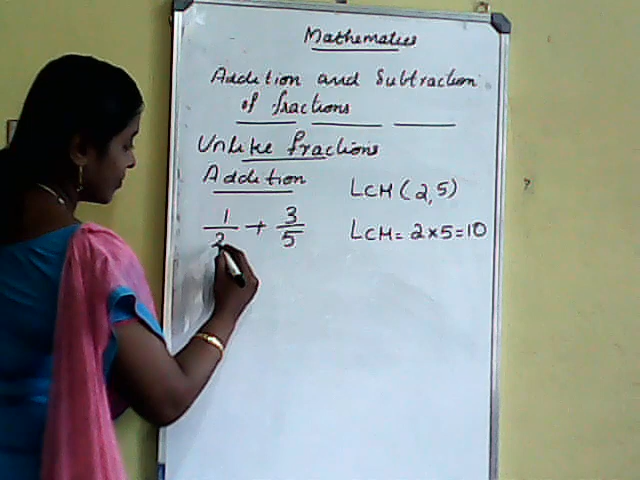 Mathematics
Addition and Subtraction
of fractions
Unlike fractions
Addition
LCM (2,5)
1/2 + 3/5
LCM = 2×5=10